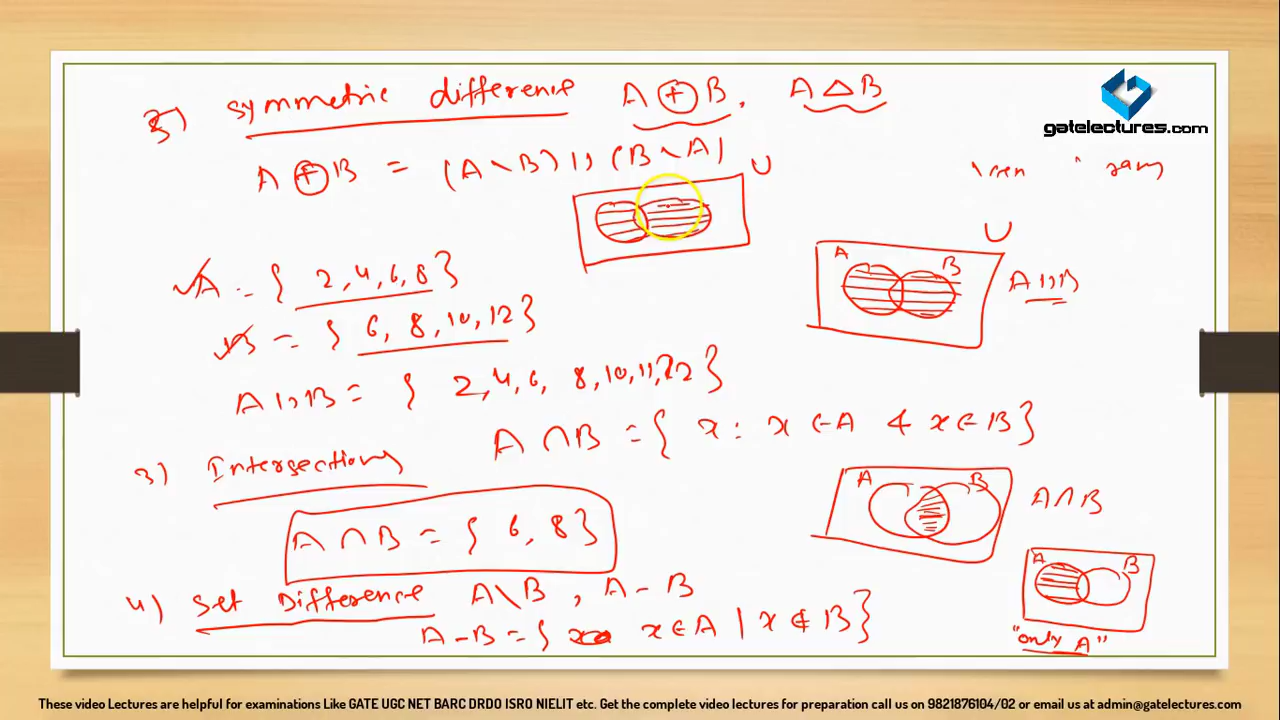 5) Symmetric difference A ⊕ B, A △ B
gatelectures.com
A ⊕ B = (A \ B) ∪ (B \ A)
U
U
A B
A ∪ B
A = { 2, 4, 6, 8 }
B = { 6, 8, 10, 12 }
A ∪ B = { 2, 4, 6, 8, 10, 11, 12 }
A ∩ B = { x : x ∈ A & x ∈ B }
3) Intersection
A B
A ∩ B
A ∩ B = { 6, 8 }
A B
"only A"
4) Set Difference A \ B , A - B
A - B = { x ∈ A | x ∉ B }
These video Lectures are helpful for examinations Like GATE UGC NET BARC DRDO ISRO NIELIT etc. Get the complete video lectures for preparation call us on 9821876104/02 or email us at admin@gatelectures.com